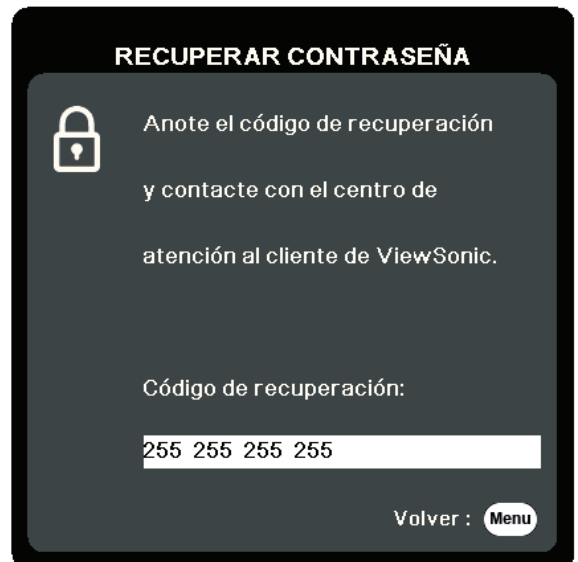 RECUPERAR CONTRASEÑA
Anote el código de recuperación
y contacte con el centro de
atención al cliente de ViewSonic.
Código de recuperación:
255 255 255 255
Volver : Menu